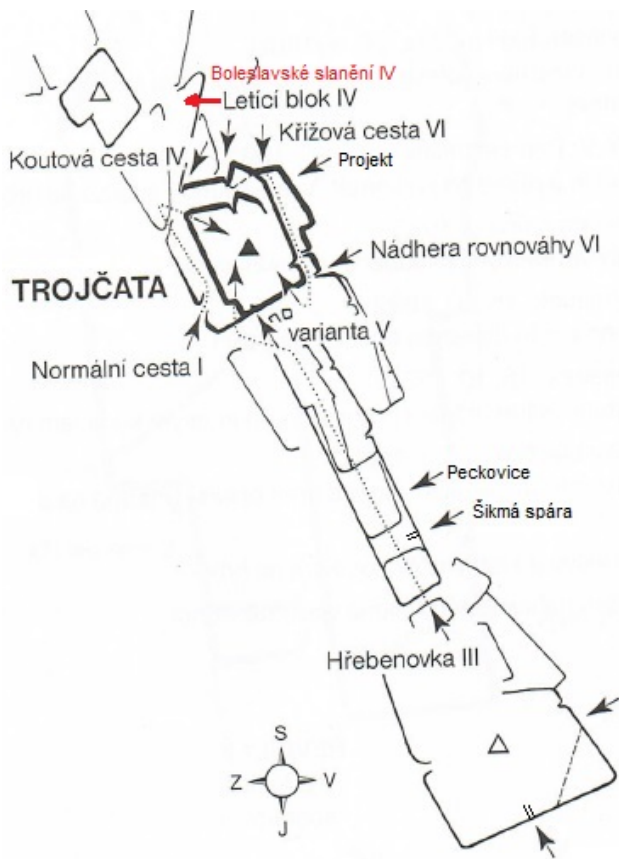 Boleslavské slanění IV
Letící blok IV
Křížová cesta VI
Koutová cesta IV
Projekt
Nádhera rovnováhy VI
TROJČATA
varianta V
Normální cesta I
Peckovice
Šikmá spára
Hřebenovka III
S
Z V
J